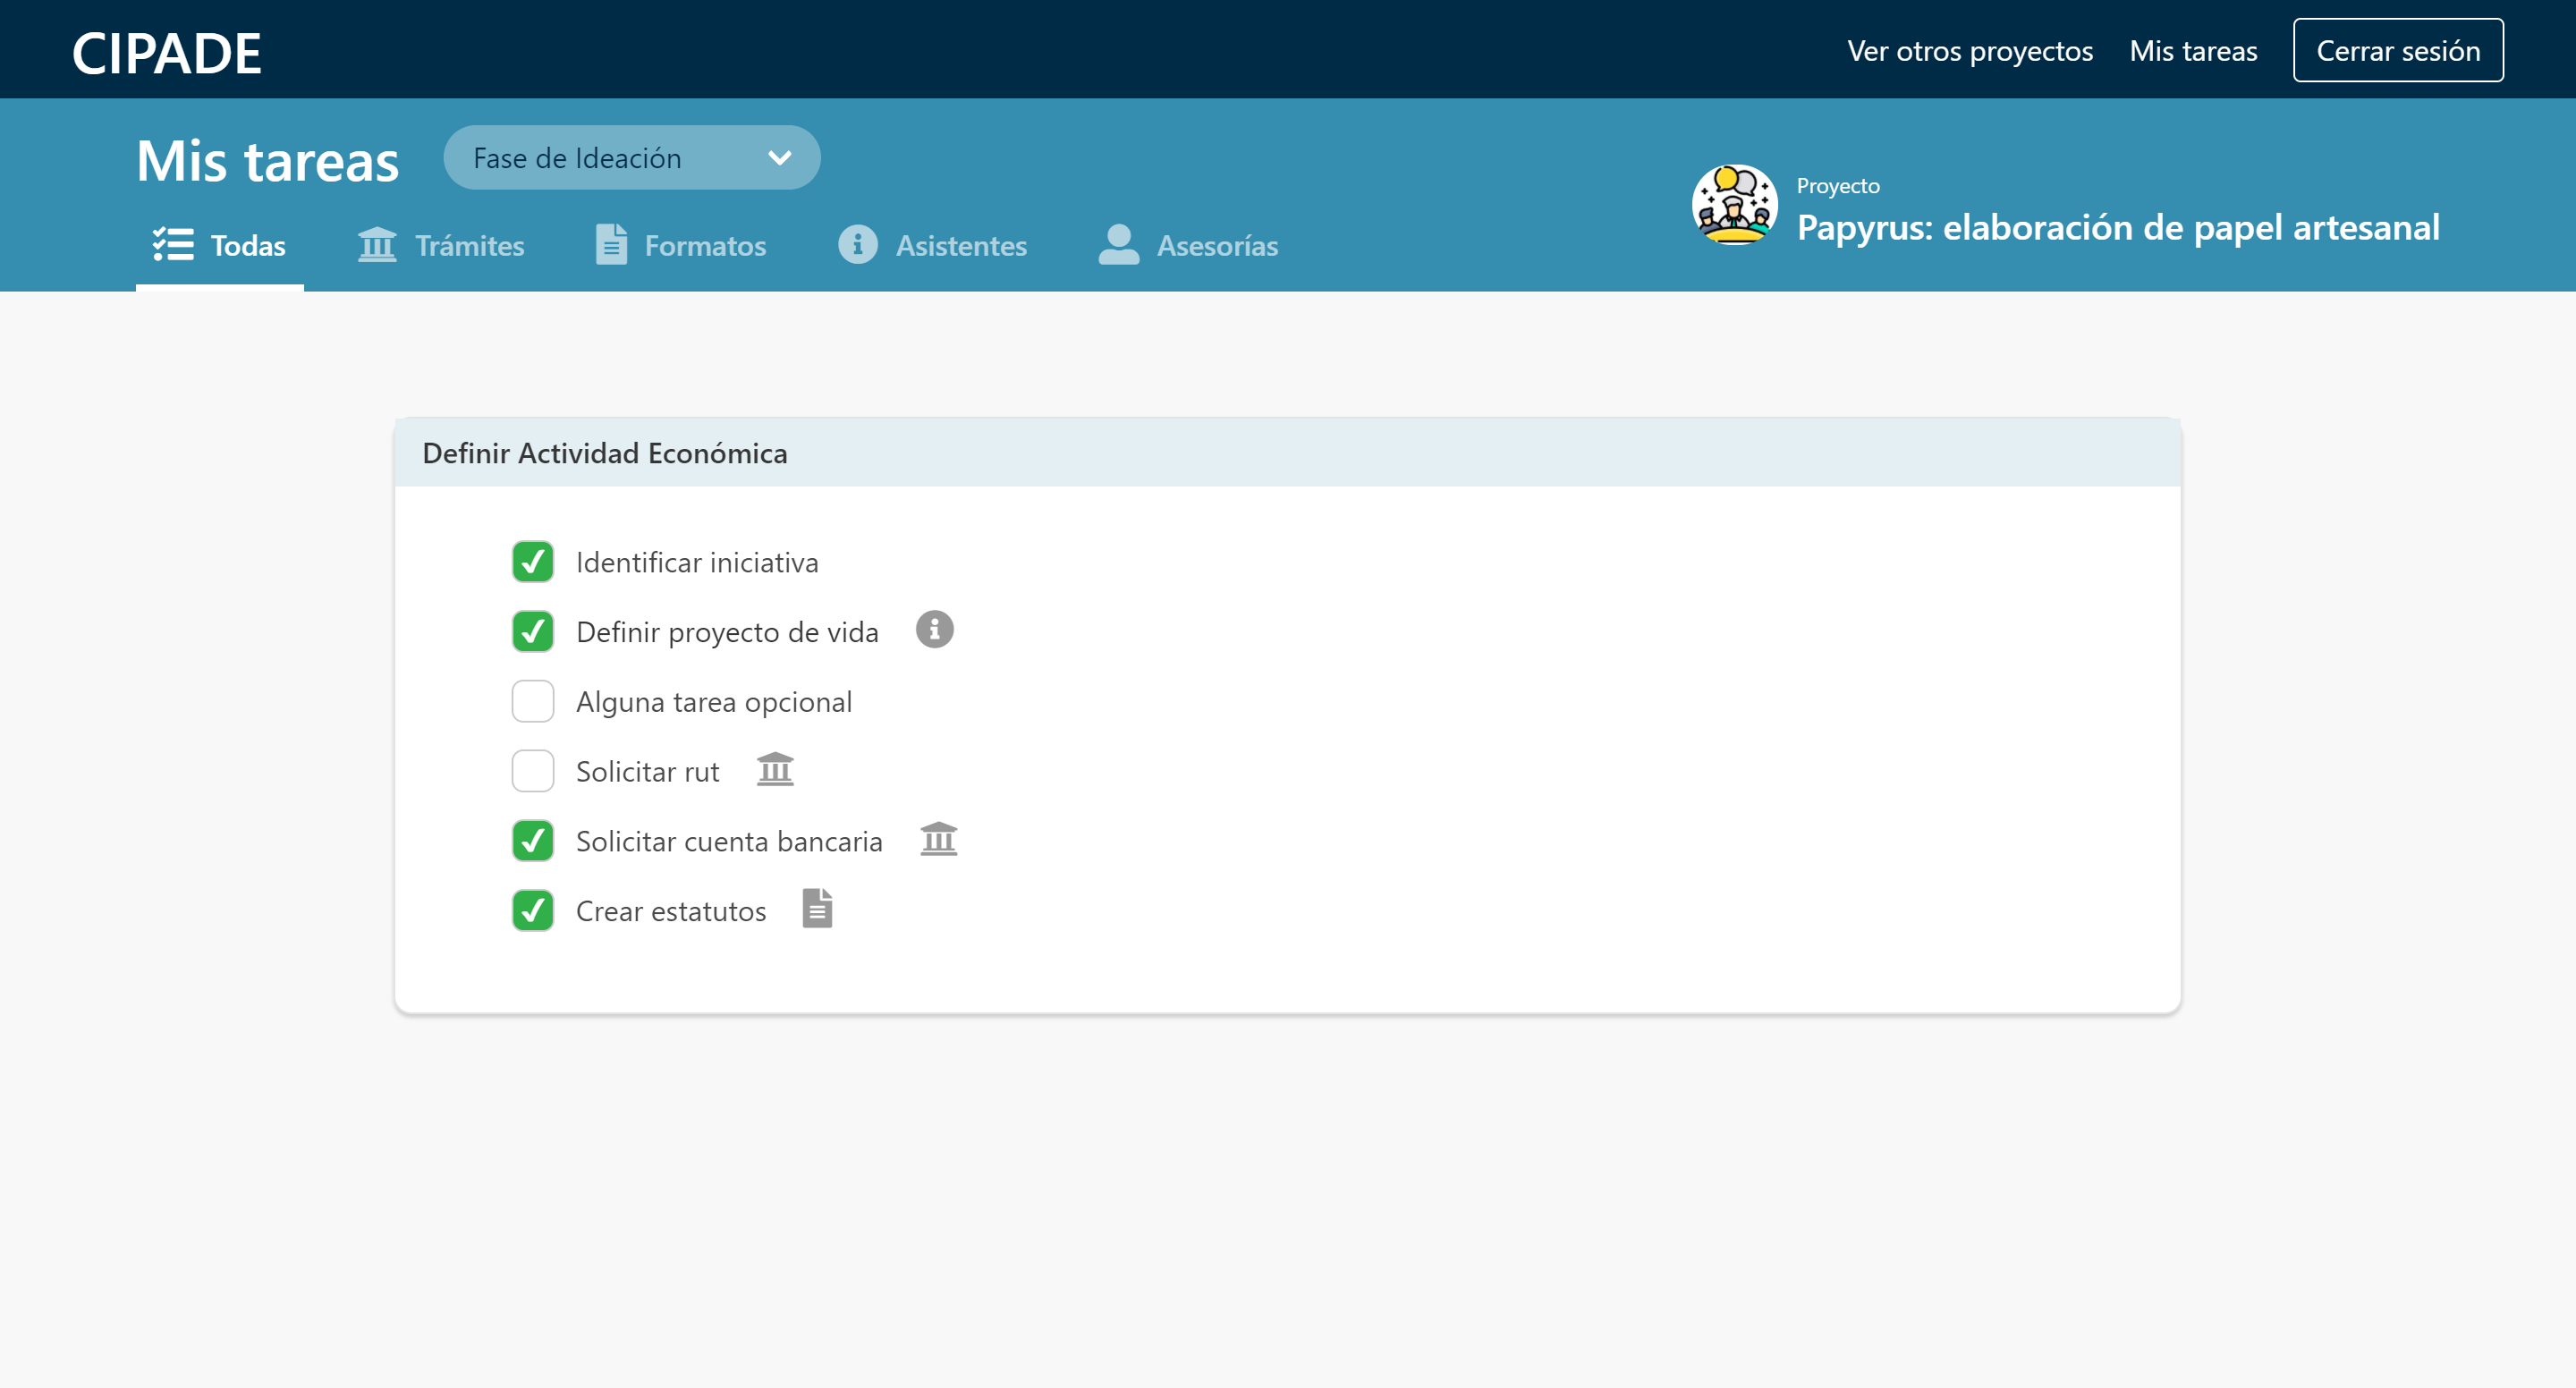 CIPADE
Ver otros proyectos
Mis tareas
Cerrar sesión
Mis tareas
Fase de Ideación
Proyecto
Papyrus: elaboración de papel artesanal
Todas
Trámites
Formatos
Asistentes
Asesorías
Definir Actividad Económica
Identificar iniciativa
Definir proyecto de vida
Alguna tarea opcional
Solicitar rut
Solicitar cuenta bancaria
Crear estatutos